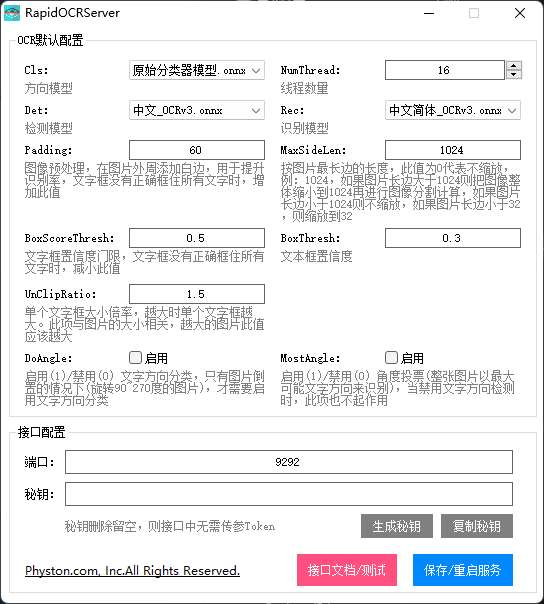 RapidOCRServer
OCR默认配置
Cls: 原始分类器模型.onnx
方向模型
NumThread: 16
线程数量
Det: 中文_OCRv3.onnx
检测模型
Rec: 中文简体_OCRv3.onnx
识别模型
Padding: 60
图像预处理，在图片外周添加白边，用于提升
识别率，文字框没有正确框住所有文字时，增
加此值
MaxSideLen: 1024
按图片最长边的长度，此值为0代表不缩放，
例：1024，如果图片长边大于1024则把图像整
体缩小到1024再进行图像分割计算，如果图片
长边小于1024则不缩放，如果图片长边小于32
，则缩放到32
BoxScoreThresh: 0.5
文字框置信度门限，文字框没有正确框住所有
文字时，减小此值
BoxThresh: 0.3
文本框置信度
UnClipRatio: 1.5
单个文字框大小倍率，越大时单个文字框越
大。此项与图片的大小相关，越大的图片此值
应该越大
DoAngle: 启用
启用(1)/禁用(0) 文字方向分类，只有图片倒
置的情况下(旋转90~270度的图片)，才需要启
用文字方向分类
MostAngle: 启用
启用(1)/禁用(0) 角度投票(整张图片以最大
可能文字方向来识别)，当禁用文字方向检测
时，此项也不起作用
接口配置
端口: 9292
秘钥:
秘钥删除留空，则接口中无需传参Token
生成秘钥
复制秘钥
Physton.com, Inc.All Rights Reserved.
接口文档/测试
保存/重启服务